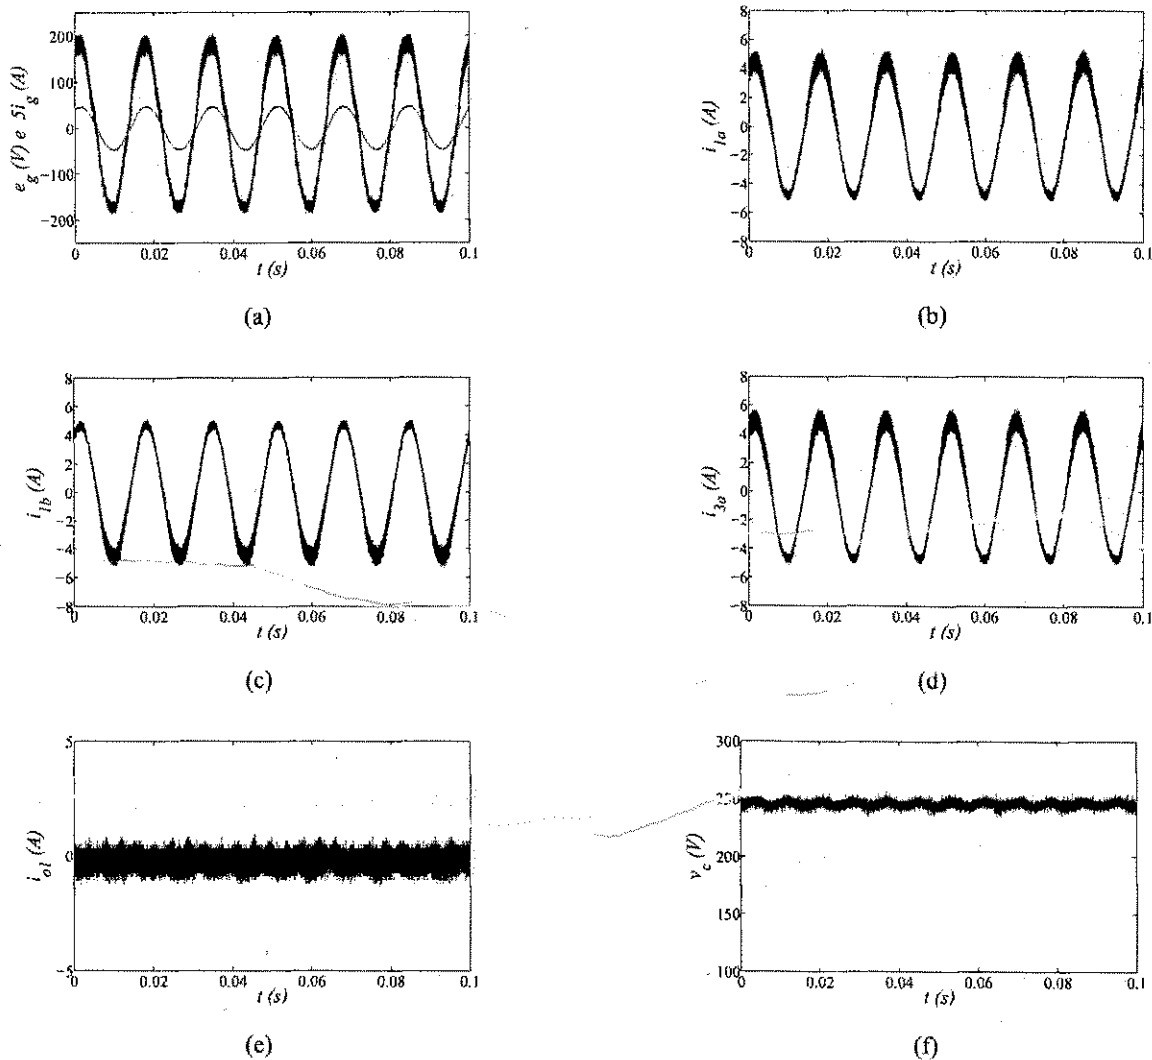 e_g (V) e 5i_g (A)
200
100
0
−100
−200
0 0.02 0.04 0.06 0.08 0.1
t (s)
(a)
i_1a (A)
8
6
4
2
0
−2
−4
−6
−8
0 0.02 0.04 0.06 0.08 0.1
t (s)
(b)
i_1b (A)
8
6
4
2
0
−2
−4
−6
−8
0 0.02 0.04 0.06 0.08 0.1
t (s)
(c)
i_3a (A)
8
6
4
2
0
−2
−4
−6
−8
0 0.02 0.04 0.06 0.08 0.1
t (s)
(d)
i_o1 (A)
5
0
−5
0 0.02 0.04 0.06 0.08 0.1
t (s)
(e)
v_c (V)
300
250
200
150
100
0 0.02 0.04 0.06 0.08 0.1
t (s)
(f)